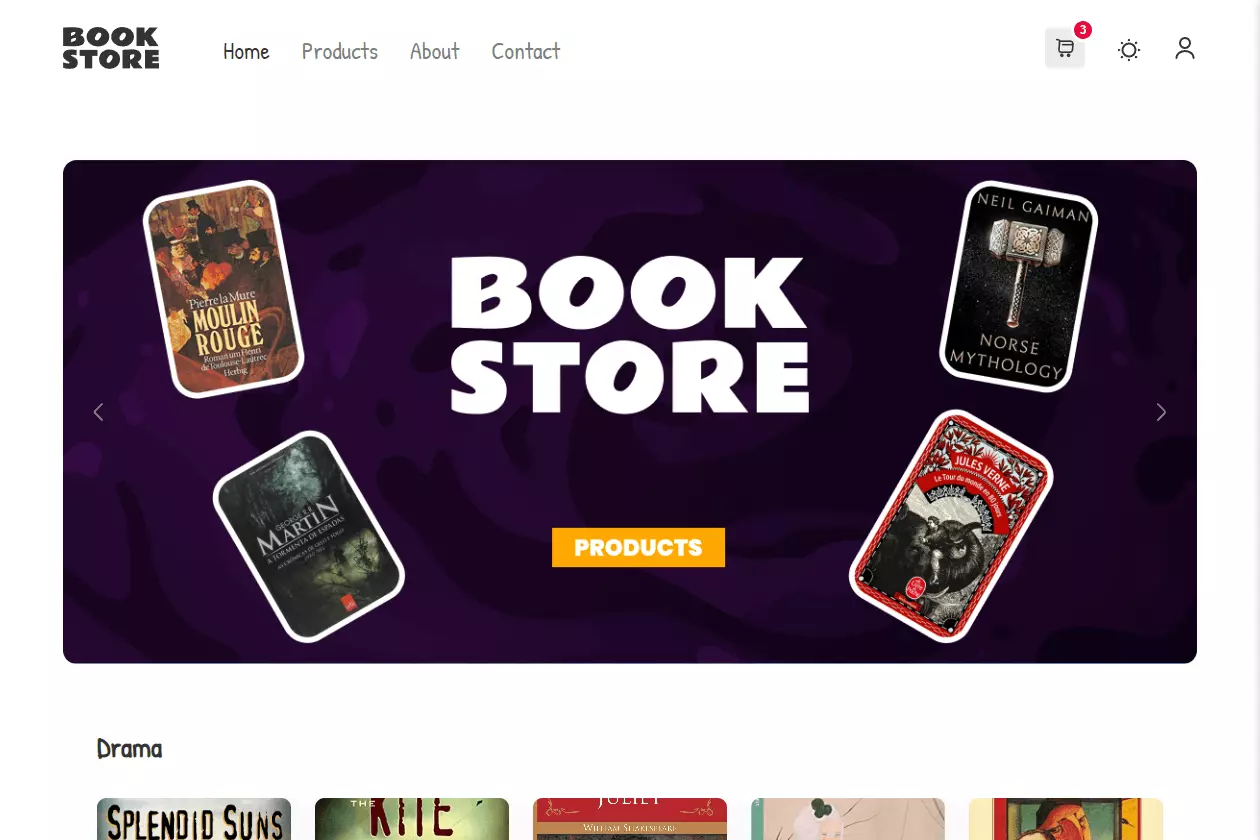 BOOK
STORE
Home
Products
About
Contact
3
BOOK
STORE
Pierre la Mure
MOULIN
ROUGE
Roman um Henri
de Toulouse-Lautrec
Herbig
NEIL GAIMAN
NORSE
MYTHOLOGY
GEORGE R.R.
MARTIN
A TORMENTA DE ESPADAS
JULES VERNE
Le Tour du monde en 80 jours
PRODUCTS
Drama
SPLENDID SUNS
THE
KITE
JULIET
WILLIAM SHAKESPEARE